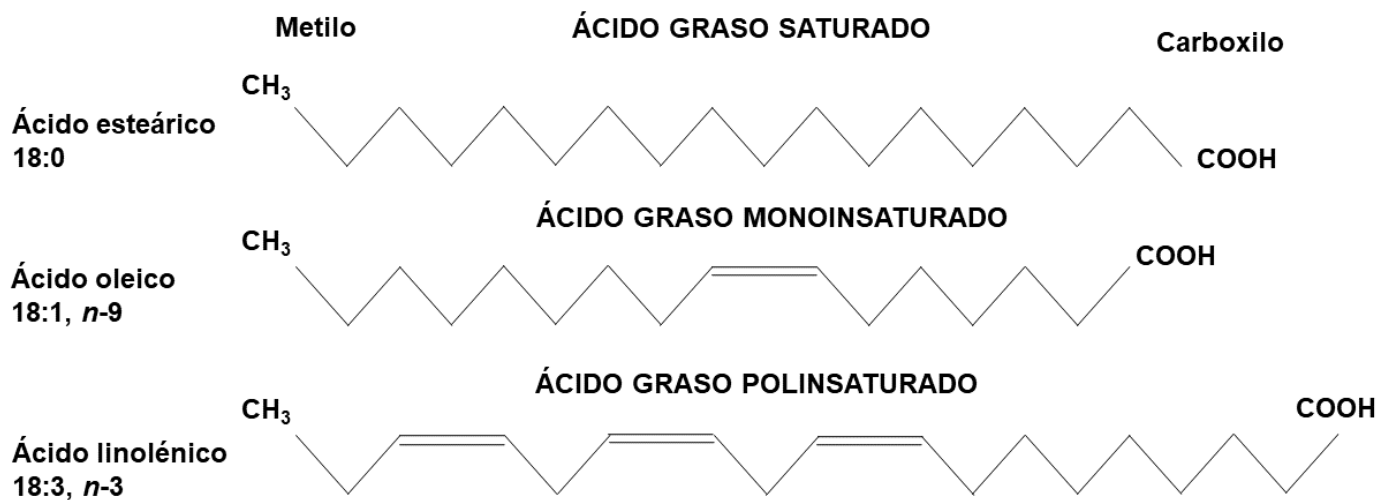 Metilo ÁCIDO GRASO SATURADO Carboxilo
CH₃
Ácido esteárico
18:0
COOH
ÁCIDO GRASO MONOINSATURADO
CH₃
COOH
Ácido oleico
18:1, n-9
ÁCIDO GRASO POLINSATURADO
CH₃
COOH
Ácido linolénico
18:3, n-3